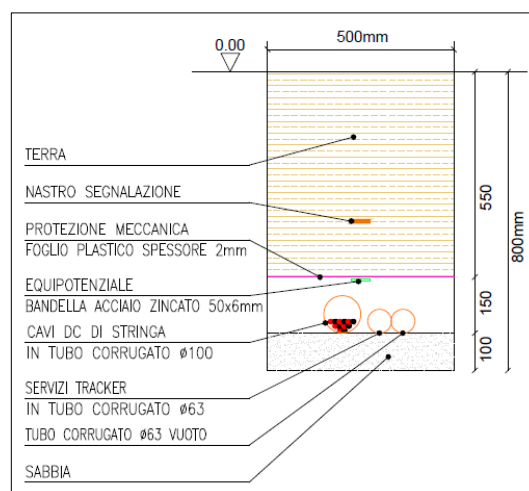 0.00
500mm
TERRA
NASTRO SEGNALAZIONE
PROTEZIONE MECCANICA
FOGLIO PLASTICO SPESSORE 2mm
EQUIPOTENZIALE
BANDELLA ACCIAIO ZINCATO 50x6mm
CAVI DC DI STRINGA
IN TUBO CORRUGATO ø100
SERVIZI TRACKER
IN TUBO CORRUGATO ø63
TUBO CORRUGATO ø63 VUOTO
SABBIA
550
150
100
800mm